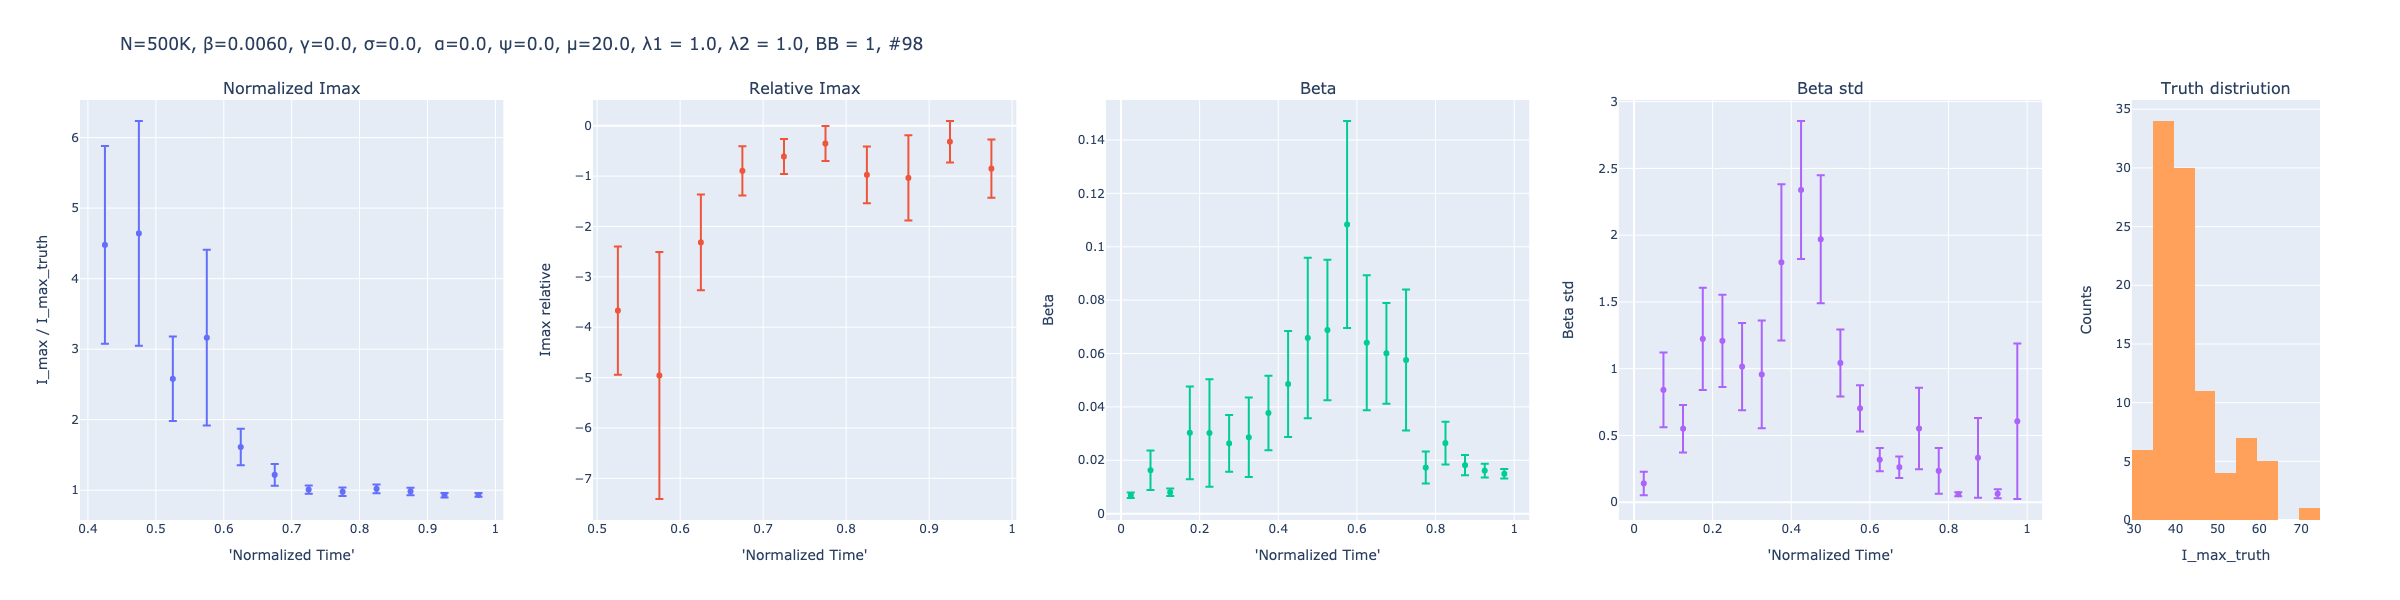 N=500K, β=0.0060, γ=0.0, σ=0.0,  α=0.0, ψ=0.0, μ=20.0, λ1 = 1.0, λ2 = 1.0, BB = 1, #98
Normalized Imax
I_max / I_max_truth
6
5
4
3
2
1
0.4 0.5 0.6 0.7 0.8 0.9 1
'Normalized Time'
Relative Imax
Imax relative
0
−1
−2
−3
−4
−5
−6
−7
0.5 0.6 0.7 0.8 0.9 1
'Normalized Time'
Beta
Beta
0.14
0.12
0.1
0.08
0.06
0.04
0.02
0
0 0.2 0.4 0.6 0.8 1
'Normalized Time'
Beta std
Beta std
3
2.5
2
1.5
1
0.5
0
0 0.2 0.4 0.6 0.8 1
'Normalized Time'
Truth distriution
Counts
35
30
25
20
15
10
5
0
30 40 50 60 70
I_max_truth